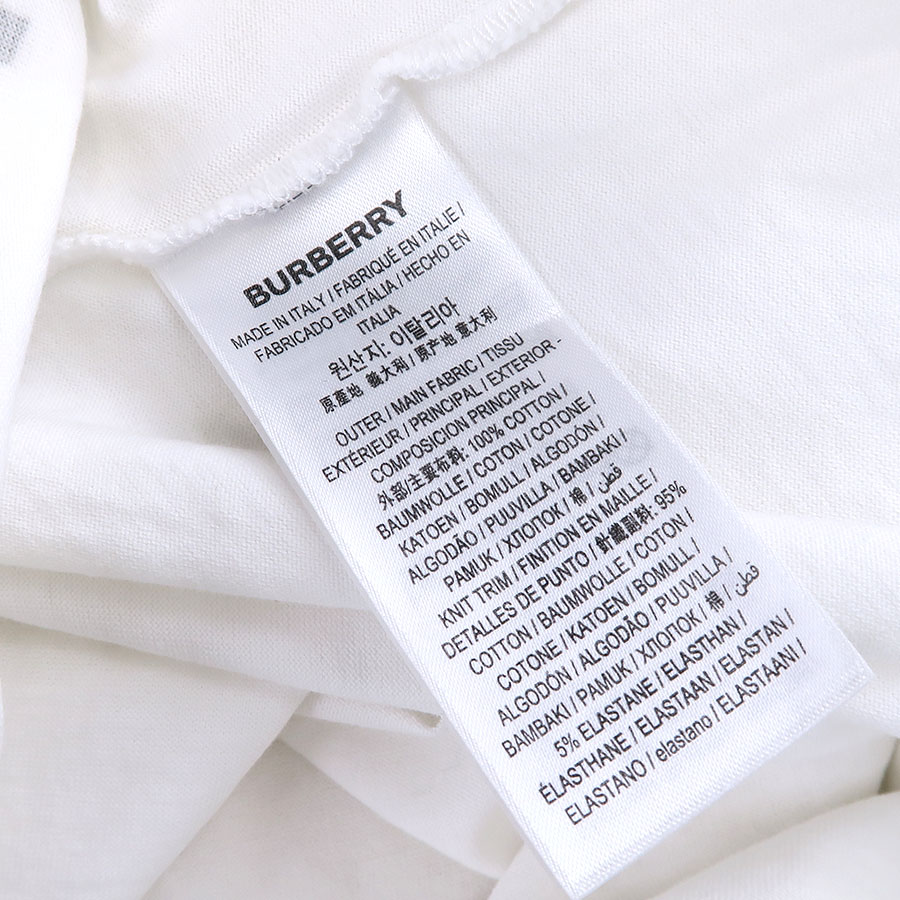 BURBERRY
MADE IN ITALY / FABRIQUÉ EN ITALIE /
FABRICADO EM ITÁLIA / HECHO EN
ITALIA
원산지: 이탈리아
原產地 義大利 / 原产地 意大利
OUTER / MAIN FABRIC / TISSU
EXTÉRIEUR / PRINCIPAL / EXTERIOR -
COMPOSICION PRINCIPAL /
外部/主要布料: 100% COTTON /
BAUMWOLLE / COTON / COTONE /
KATOEN / BOMULL / ALGODÓN /
ALGODÃO / PUUVILLA / BAMBAKI /
PAMUK / ХЛОПОК / 棉 / قطن /
KNIT TRIM / FINITION EN MAILLE /
DETALLES DE PUNTO / 針織副料: 95%
COTTON / BAUMWOLLE / COTON /
COTONE / KATOEN / BOMULL /
ALGODÓN / ALGODÃO / PUUVILLA /
BAMBAKI / PAMUK / ХЛОПОК / 棉 / قطن /
5% ELASTANE / ELASTHAN /
ÉLASTHANNE / ELASTAAN / ELASTAN /
ELASTANO / elastano / ELASTAANI /